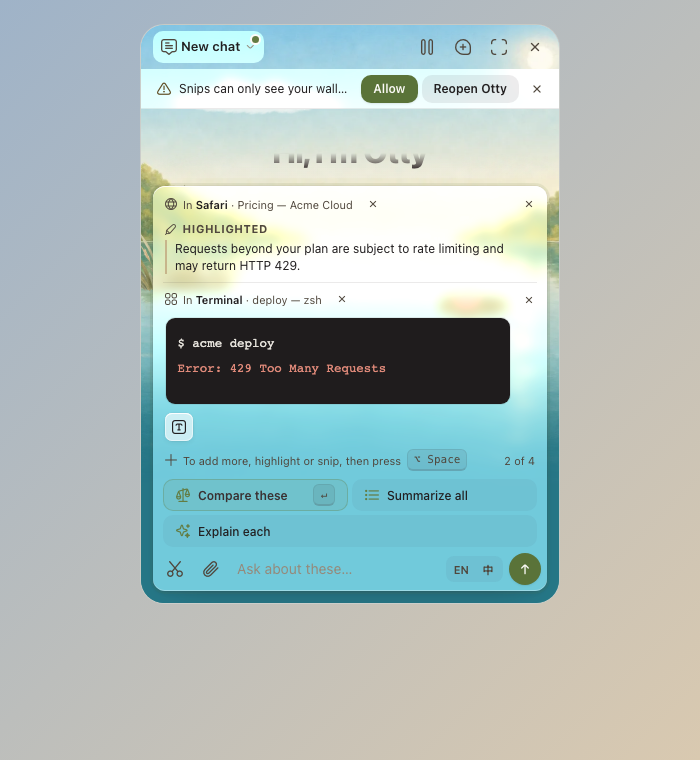 New chat
Snips can only see your wall...
Allow
Reopen Otty
Hi, I'm Otty
In Safari · Pricing — Acme Cloud
HIGHLIGHTED
Requests beyond your plan are subject to rate limiting and
may return HTTP 429.
In Terminal · deploy — zsh
$ acme deploy
Error: 429 Too Many Requests
To add more, highlight or snip, then press ⌥ Space
2 of 4
Compare these ↵
Summarize all
Explain each
Ask about these...
EN 中